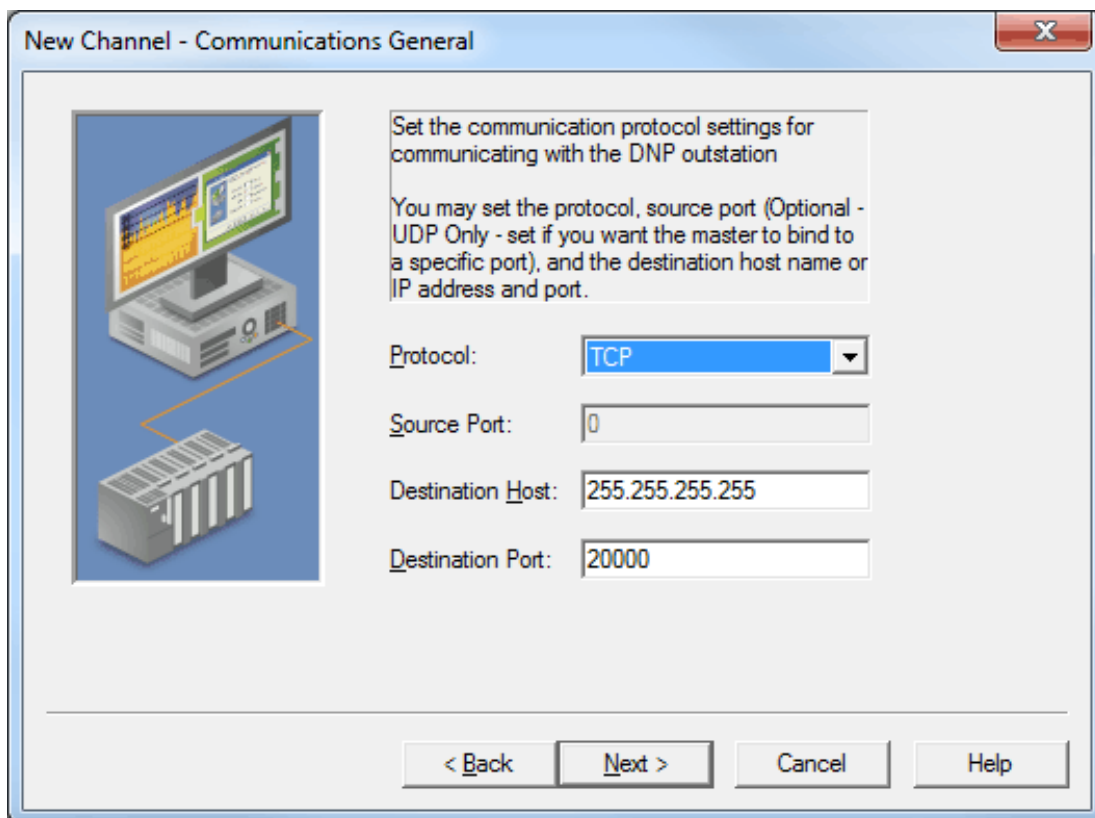 New Channel - Communications General
Set the communication protocol settings for
communicating with the DNP outstation
You may set the protocol, source port (Optional -
UDP Only - set if you want the master to bind to
a specific port), and the destination host name or
IP address and port.
Protocol: TCP
Source Port: 0
Destination Host: 255.255.255.255
Destination Port: 20000
< Back Next > Cancel Help